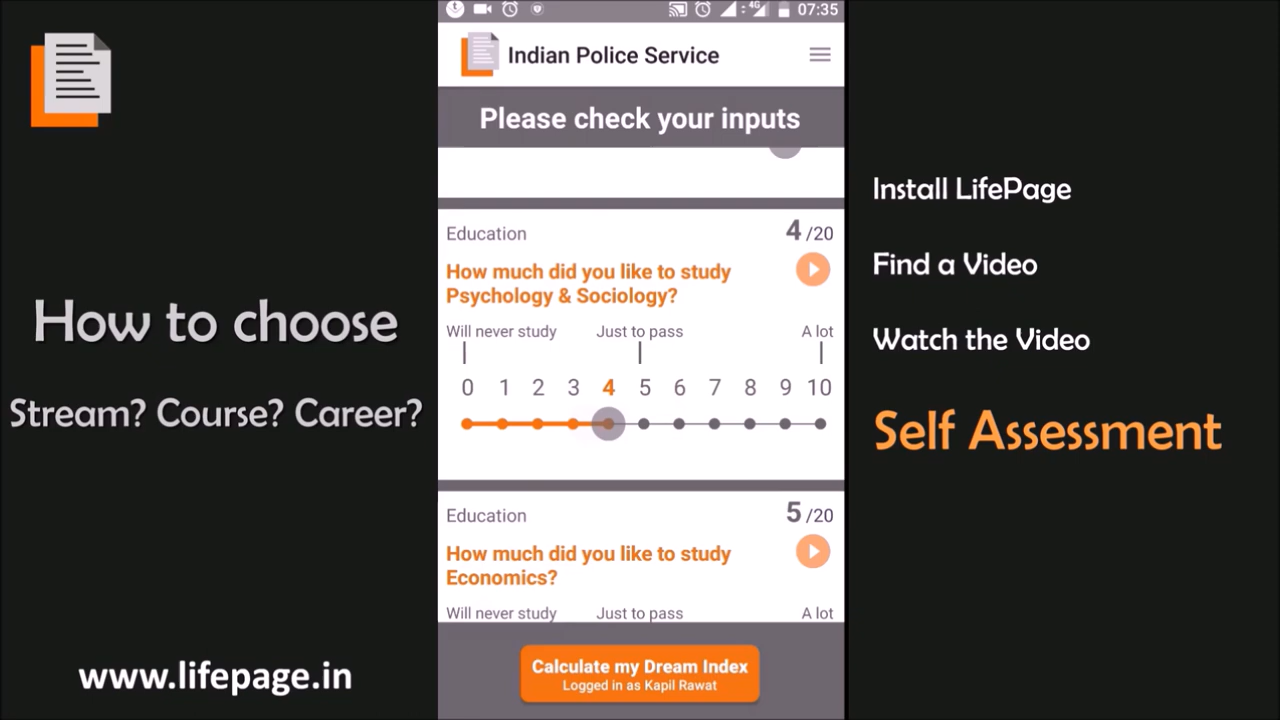 How to choose
Stream? Course? Career?
www.lifepage.in
4G 07:35
Indian Police Service
Please check your inputs
Education 4 /20
How much did you like to study
Psychology & Sociology?
Will never study Just to pass A lot
0 1 2 3 4 5 6 7 8 9 10
Education 5 /20
How much did you like to study
Economics?
Will never study Just to pass A lot
Calculate my Dream Index
Logged in as Kapil Rawat
Install LifePage
Find a Video
Watch the Video
Self Assessment